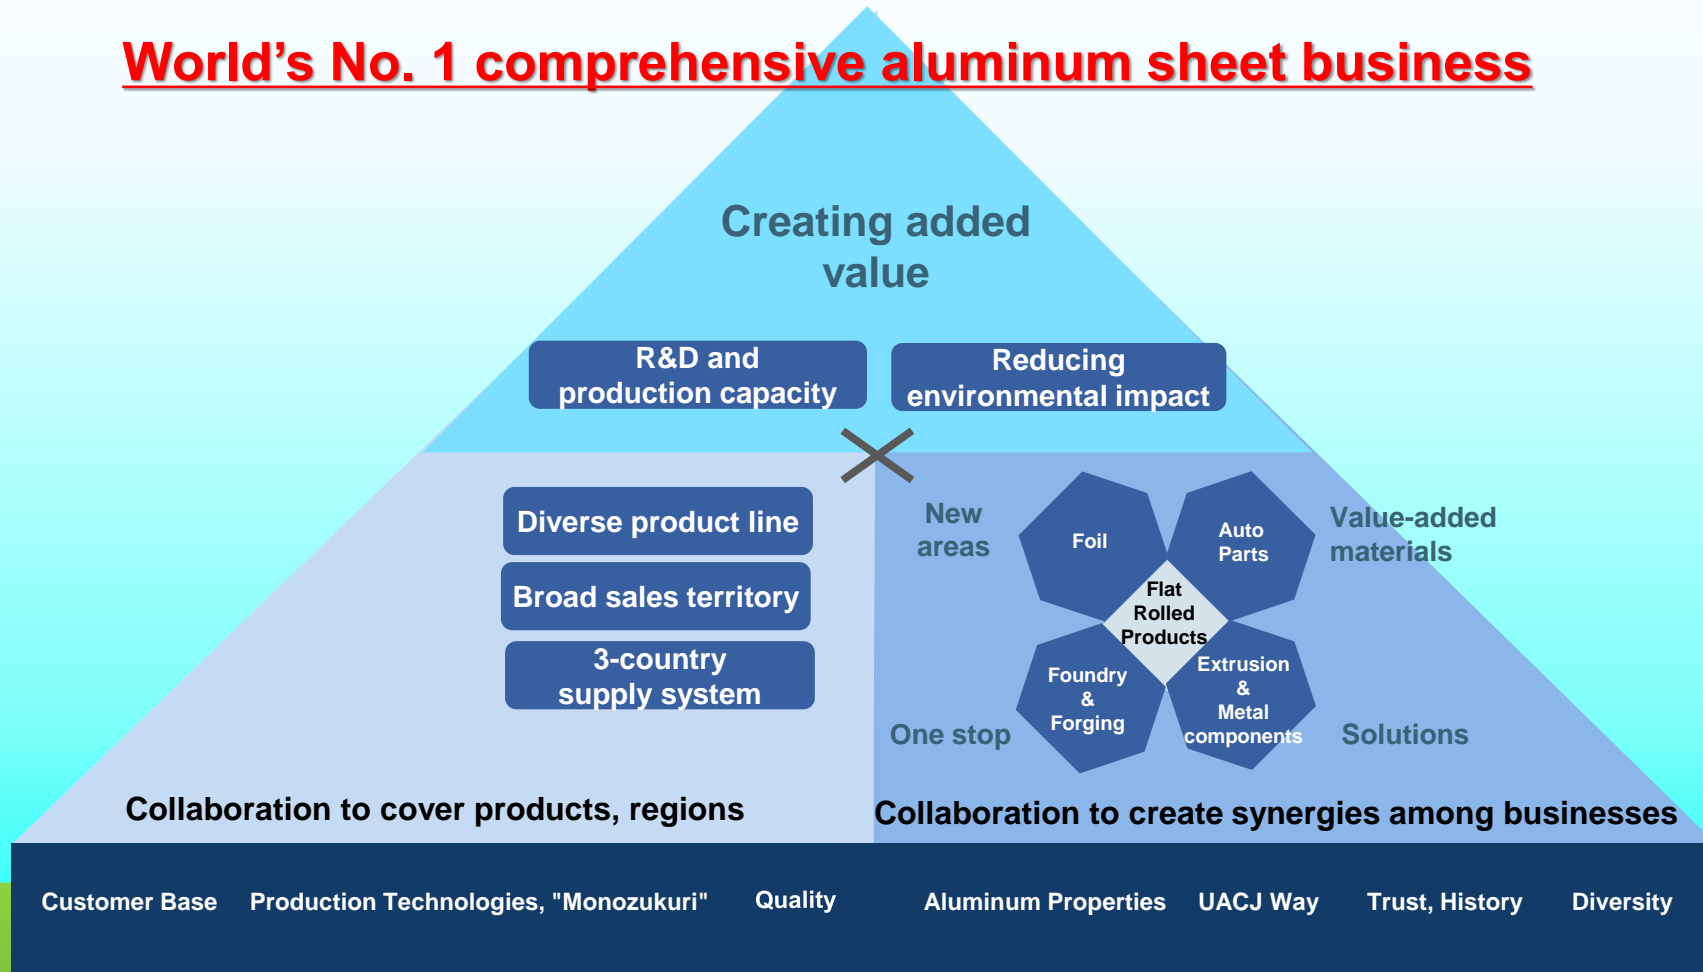 World’s No. 1 comprehensive aluminum sheet business
Creating added
value
R&D and
production capacity
Reducing
environmental impact
Diverse product line
Broad sales territory
3-country
supply system
Collaboration to cover products, regions
New
areas
Foil
Auto
Parts
Value-added
materials
Flat
Rolled
Products
Foundry
&
Forging
Extrusion
&
Metal
components
One stop
Solutions
Collaboration to create synergies among businesses
Customer Base
Production Technologies, "Monozukuri"
Quality
Aluminum Properties
UACJ Way
Trust, History
Diversity